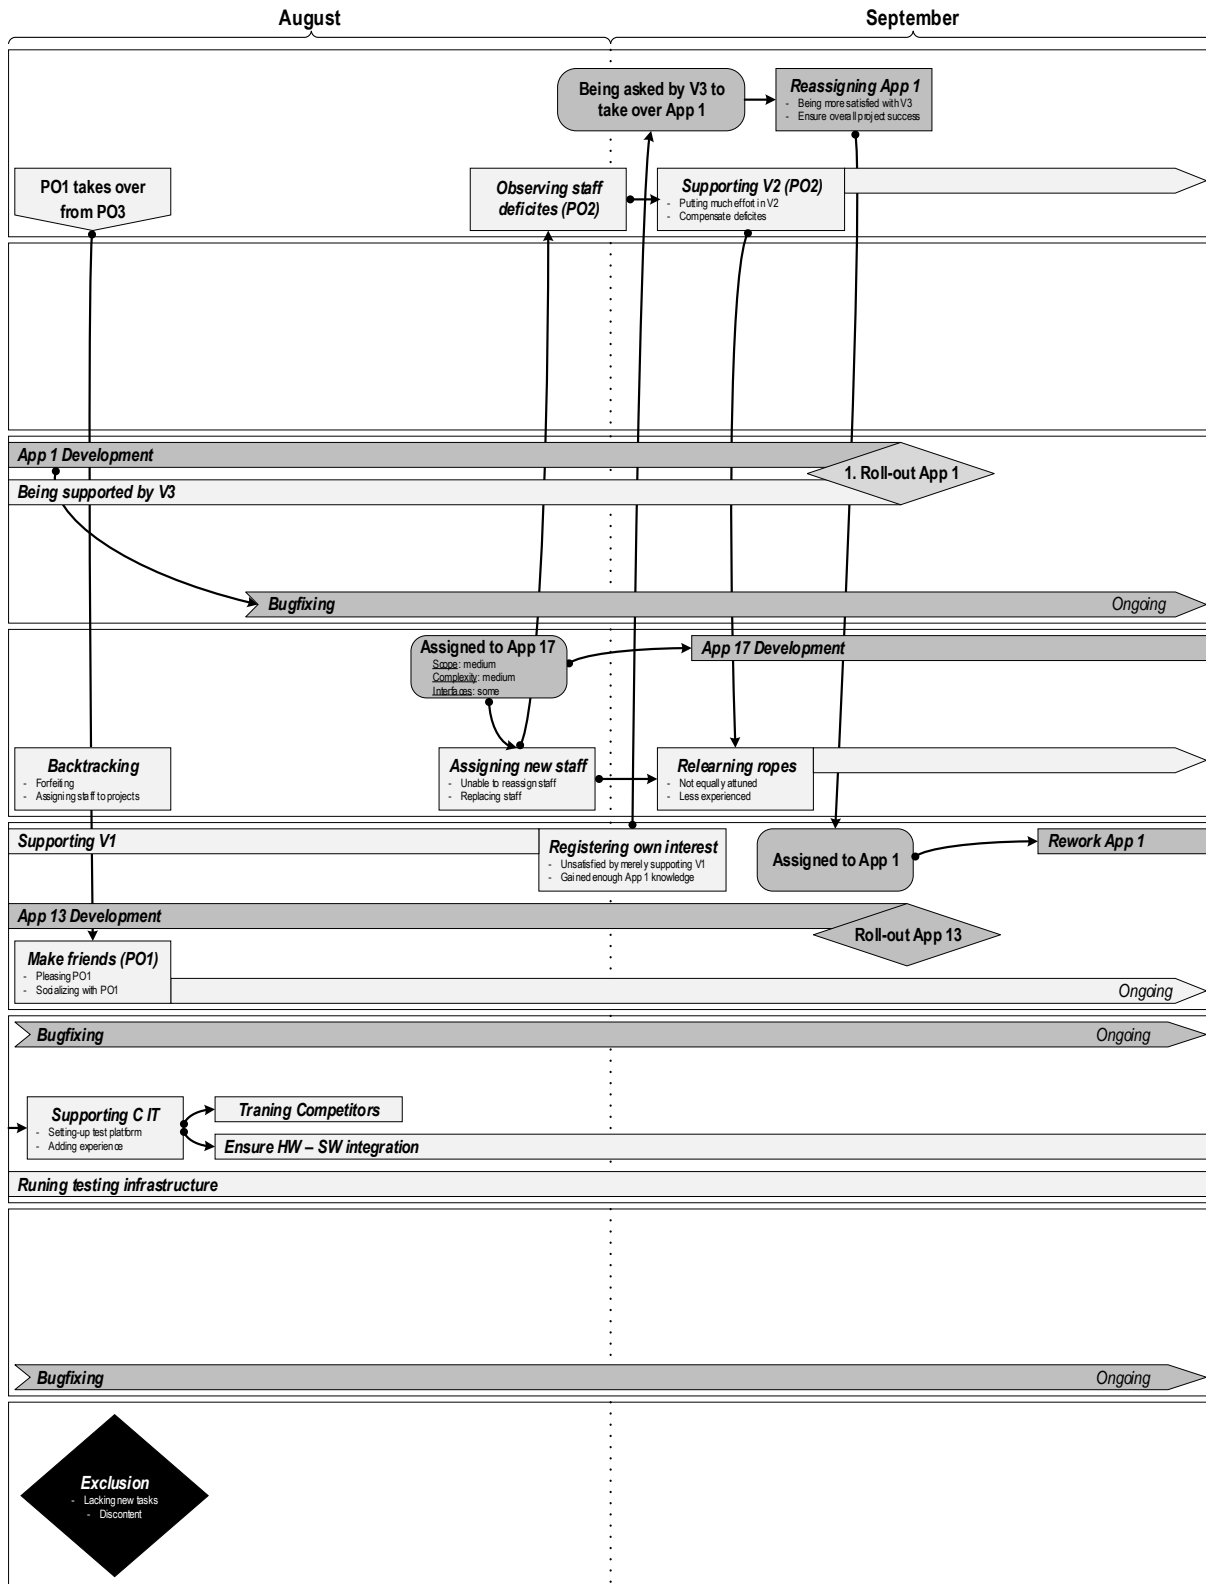 August
September
Being asked by V3 to
take over App 1
Reassigning App 1
- Being more satisfied with V3
- Ensure overall project success
PO1 takes over
from PO3
Observing staff
deficites (PO2)
Supporting V2 (PO2)
- Putting much effort in V2
- Compensate deficites
App 1 Development
1. Roll-out App 1
Being supported by V3
Bugfixing
Ongoing
Assigned to App 17
Scope: medium
Complexity: medium
Interfaces: some
App 17 Development
Backtracking
- Forfeiting
- Assigning staff to projects
Assigning new staff
- Unable to reassign staff
- Replacing staff
Relearning ropes
- Not equally attuned
- Less experienced
Supporting V1
Registering own interest
- Unsatisfied by merely supporting V1
- Gained enough App 1 knowledge
Assigned to App 1
Rework App 1
App 13 Development
Roll-out App 13
Make friends (PO1)
- Pleasing PO1
- Socializing with PO1
Ongoing
Bugfixing
Ongoing
Supporting C IT
- Setting-up test platform
- Adding experience
Traning Competitors
Ensure HW – SW integration
Runing testing infrastructure
Bugfixing
Ongoing
Exclusion
- Lacking new tasks
- Discontent